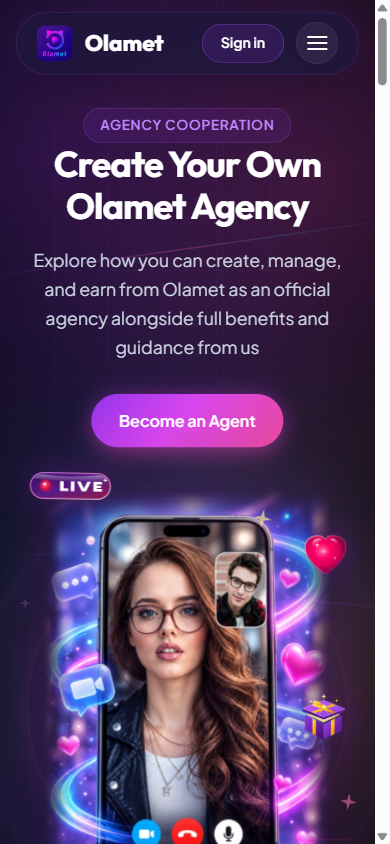 Olamet
Olamet
Sign in
AGENCY COOPERATION
Create Your Own
Olamet Agency
Explore how you can create, manage,
and earn from Olamet as an official
agency alongside full benefits and
guidance from us
Become an Agent
LIVE